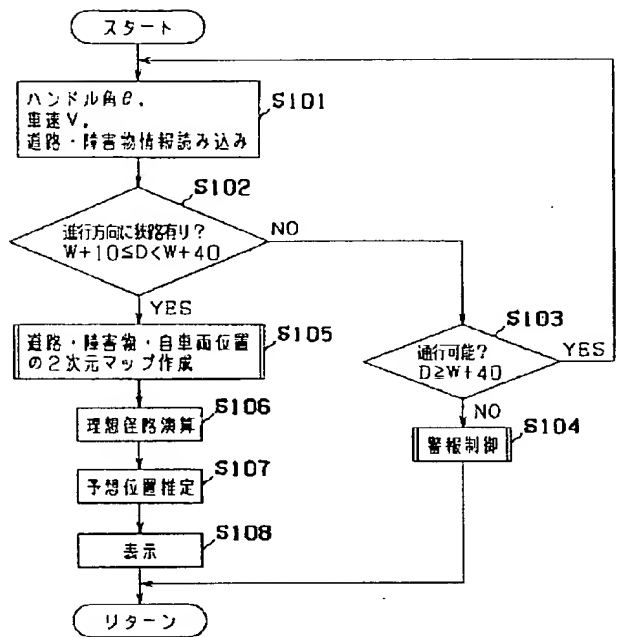 スタート
ハンドル角θ,
車速V,
道路・障害物情報読み込み
S101
S102
進行方向に狭路有り?
W+10≦D<W+40
NO
YES
S103
通行可能?
D≧W+40
YES
NO
S104
警報制御
道路・障害物・自車両位置
の2次元マップ作成
S105
S106
理想径路演算
S107
予想位置推定
S108
表示
リターン